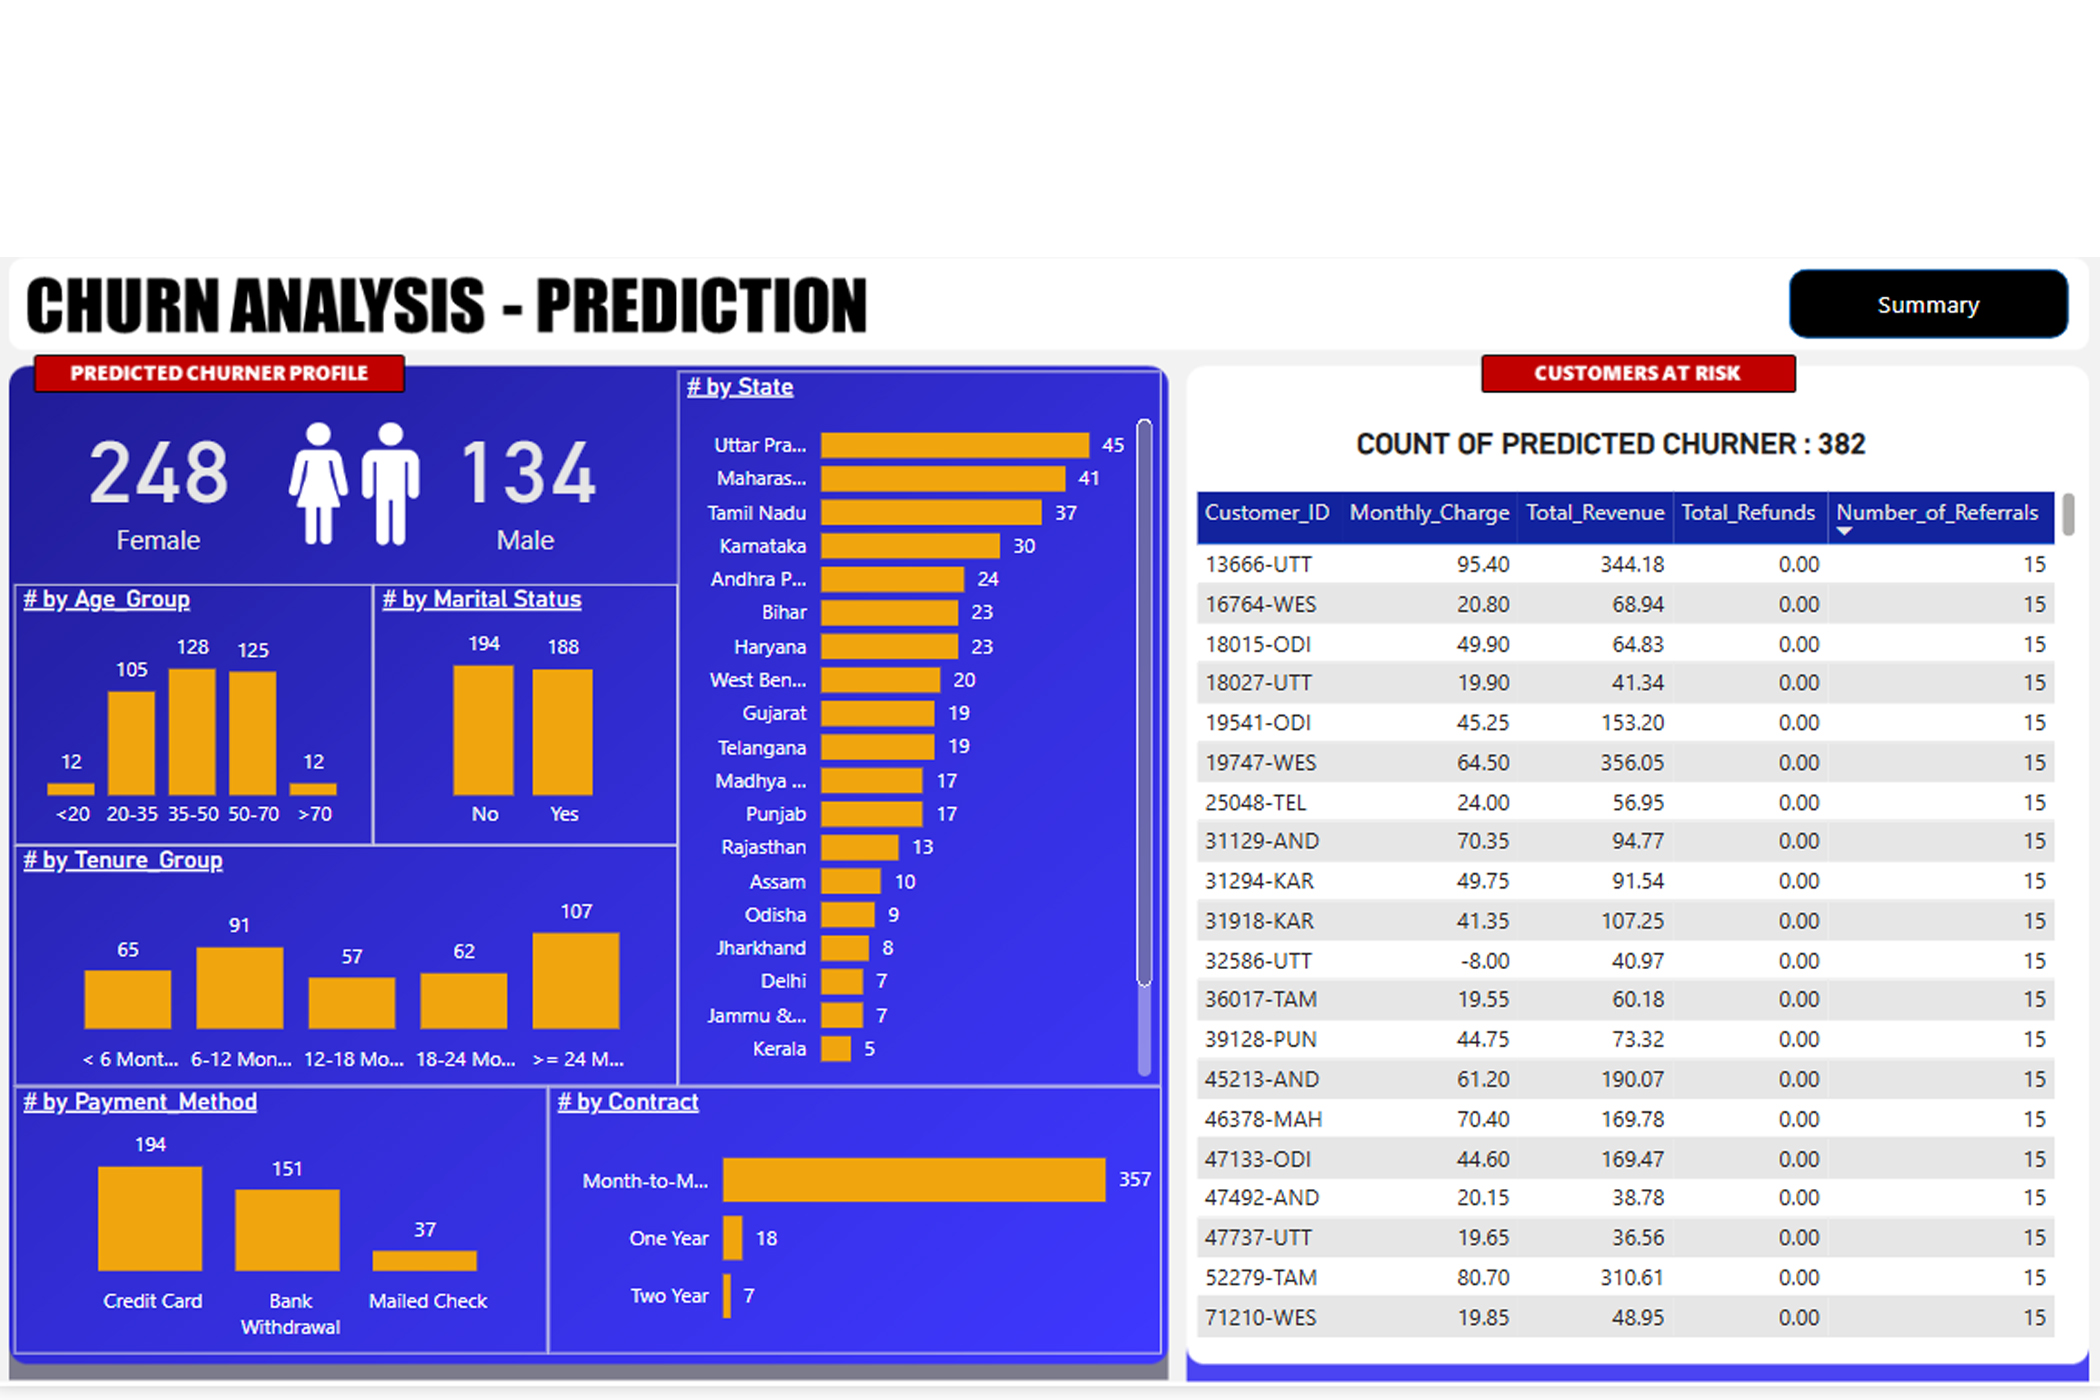 CHURN ANALYSIS - PREDICTION
Summary
PREDICTED CHURNER PROFILE
248
Female
134
Male
# by Age_Group
12
105
128
125
12
<20 20-35 35-50 50-70 >70
# by Marital Status
194
188
No Yes
# by Tenure_Group
65
91
57
62
107
< 6 Mont... 6-12 Mon... 12-18 Mo... 18-24 Mo... >= 24 M...
# by Payment_Method
194
151
37
Credit Card
Bank
Withdrawal
Mailed Check
# by State
Uttar Pra... 45
Maharas... 41
Tamil Nadu 37
Karnataka 30
Andhra P... 24
Bihar 23
Haryana 23
West Ben... 20
Gujarat 19
Telangana 19
Madhya ... 17
Punjab 17
Rajasthan 13
Assam 10
Odisha 9
Jharkhand 8
Delhi 7
Jammu &... 7
Kerala 5
# by Contract
Month-to-M... 357
One Year 18
Two Year 7
CUSTOMERS AT RISK
COUNT OF PREDICTED CHURNER : 382
Customer_ID Monthly_Charge Total_Revenue Total_Refunds Number_of_Referrals
13666-UTT 95.40 344.18 0.00 15
16764-WES 20.80 68.94 0.00 15
18015-ODI 49.90 64.83 0.00 15
18027-UTT 19.90 41.34 0.00 15
19541-ODI 45.25 153.20 0.00 15
19747-WES 64.50 356.05 0.00 15
25048-TEL 24.00 56.95 0.00 15
31129-AND 70.35 94.77 0.00 15
31294-KAR 49.75 91.54 0.00 15
31918-KAR 41.35 107.25 0.00 15
32586-UTT -8.00 40.97 0.00 15
36017-TAM 19.55 60.18 0.00 15
39128-PUN 44.75 73.32 0.00 15
45213-AND 61.20 190.07 0.00 15
46378-MAH 70.40 169.78 0.00 15
47133-ODI 44.60 169.47 0.00 15
47492-AND 20.15 38.78 0.00 15
47737-UTT 19.65 36.56 0.00 15
52279-TAM 80.70 310.61 0.00 15
71210-WES 19.85 48.95 0.00 15